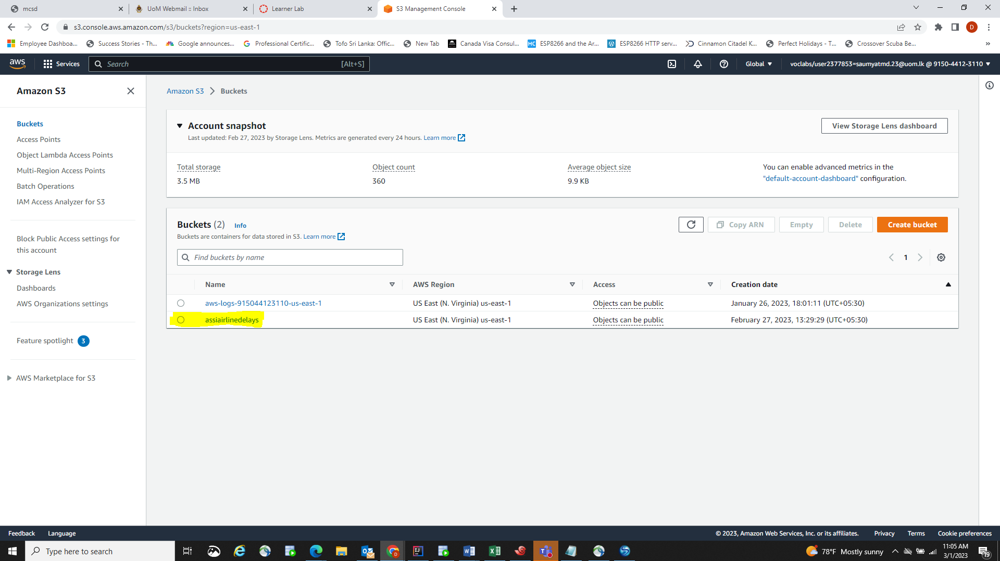 mcsd
UoM Webmail :: Inbox
Learner Lab
S3 Management Console
s3.console.aws.amazon.com/s3/buckets?region=us-east-1
D
Employee Dashboa...
Success Stories - Th...
Google announces...
Professional Certific...
Tofo Sri Lanka: Offic...
New Tab
Canada Visa Consul...
MC ESP8266 and the Ar...
ESP8266 HTTP serv...
Cinnamon Citadel K...
Perfect Holidays - T...
Crossover Scuba Be...
»
aws
Services
Search [Alt+S]
Global
voclabs/user2377853=saumyatmd.23@uom.lk @ 9150-4412-3110
Amazon S3
Buckets
Access Points
Object Lambda Access Points
Multi-Region Access Points
Batch Operations
IAM Access Analyzer for S3
Block Public Access settings for
this account
Storage Lens
Dashboards
AWS Organizations settings
Feature spotlight 3
AWS Marketplace for S3
Amazon S3 > Buckets
Account snapshot
Last updated: Feb 27, 2023 by Storage Lens. Metrics are generated every 24 hours. Learn more
View Storage Lens dashboard
Total storage
3.5 MB
Object count
360
Average object size
9.9 KB
You can enable advanced metrics in the
"default-account-dashboard" configuration.
Buckets (2) Info
Buckets are containers for data stored in S3. Learn more
Copy ARN
Empty
Delete
Create bucket
Find buckets by name
1
Name AWS Region Access Creation date
aws-logs-915044123110-us-east-1 US East (N. Virginia) us-east-1 Objects can be public January 26, 2023, 18:01:11 (UTC+05:30)
assiairlinedelays US East (N. Virginia) us-east-1 Objects can be public February 27, 2023, 13:29:29 (UTC+05:30)
Feedback Language
© 2023, Amazon Web Services, Inc. or its affiliates. Privacy Terms Cookie preferences
Type here to search
78°F Mostly sunny
11:05 AM
3/1/2023
19